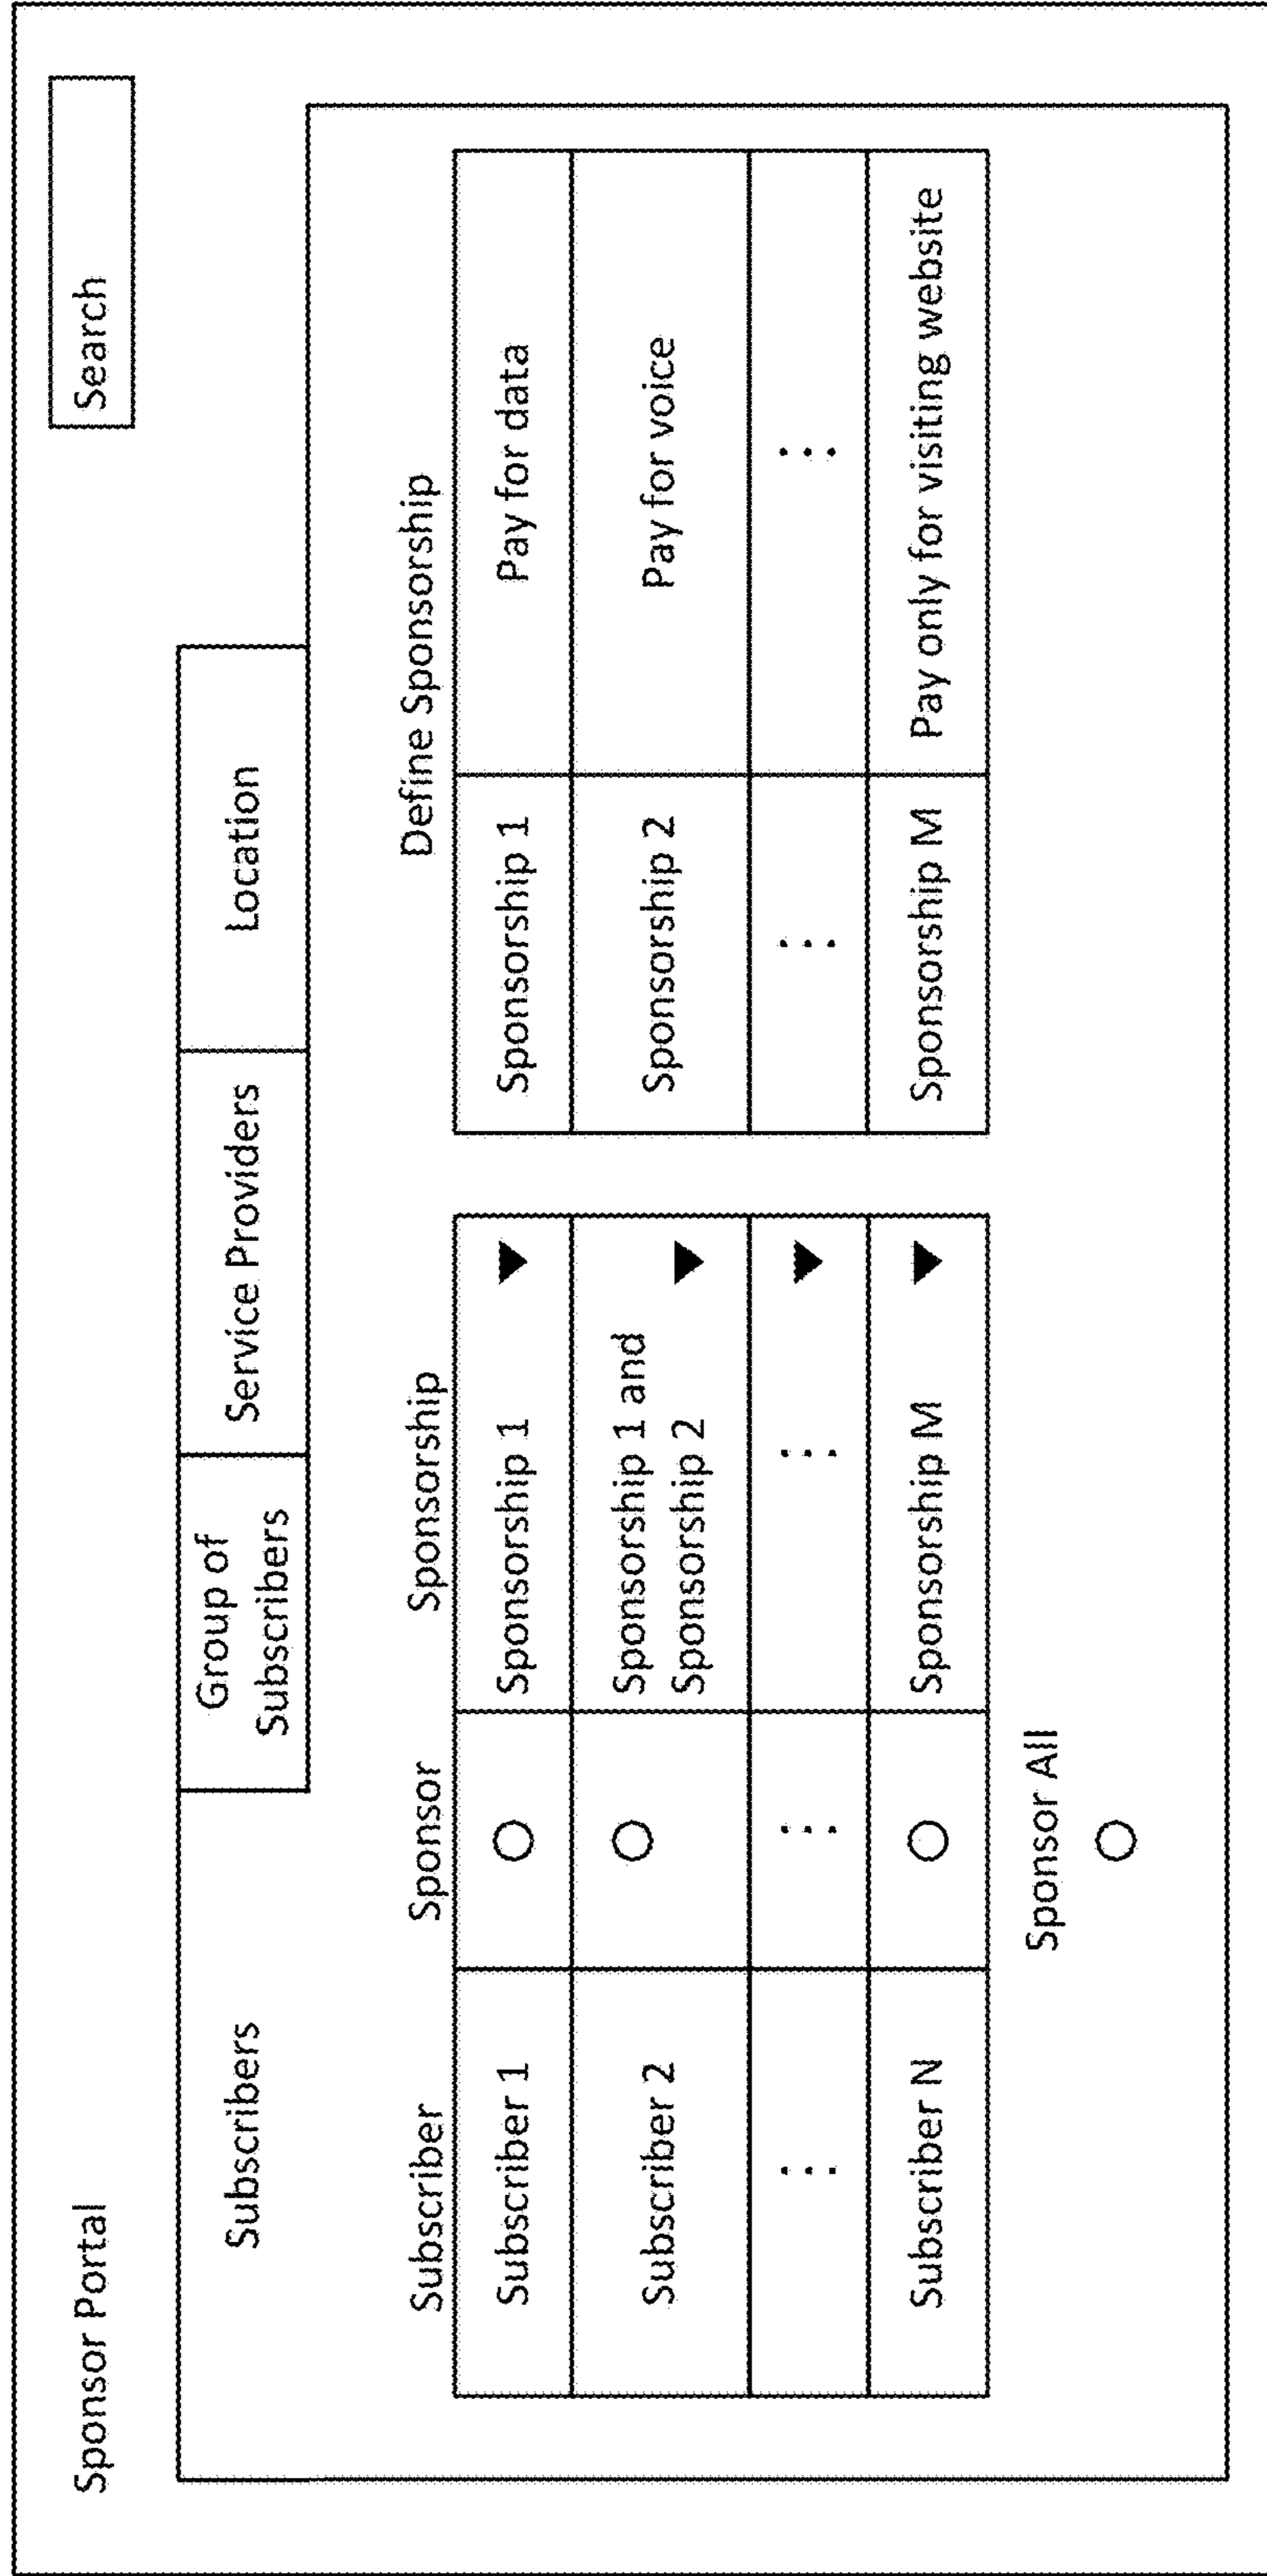 Sponsor Portal
Search
Subscribers
Group of
Subscribers
Service Providers
Location
Subscriber
Sponsor
Sponsorship
Subscriber 1
Sponsorship 1
Subscriber 2
Sponsorship 1 and
Sponsorship 2
⋮
⋮
⋮
Subscriber N
Sponsorship M
Sponsor All
Define Sponsorship
Sponsorship 1
Pay for data
Sponsorship 2
Pay for voice
⋮
⋮
Sponsorship M
Pay only for visiting website